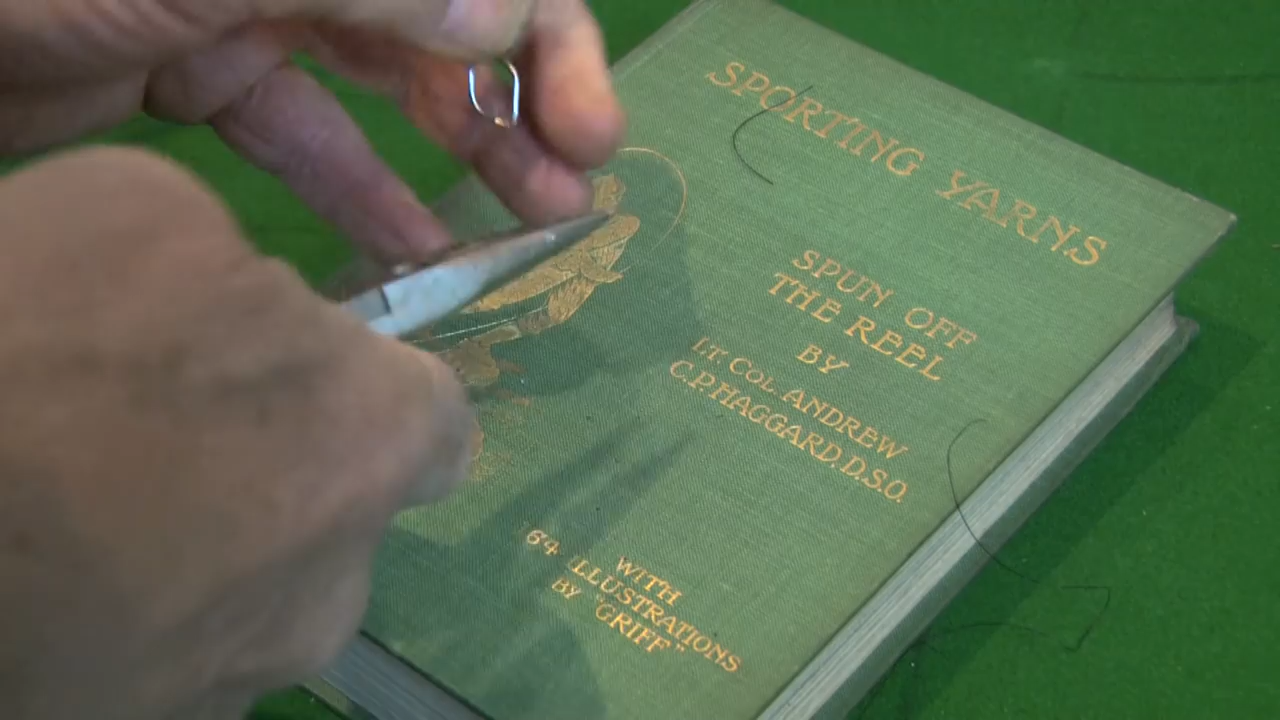 SPORTING YARNS
SPUN OFF
THE REEL
BY
LT. COL. ANDREW
C.P. HAGGARD. D.S.O.
WITH
64 ILLUSTRATIONS
BY "GRIFF"